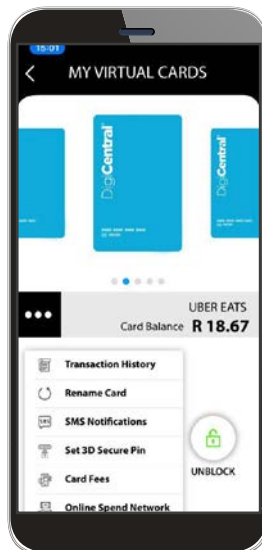 15:01
MY VIRTUAL CARDS
DigiCentral
DigiCentral
DigiCentral
UBER EATS
Card Balance R 18.67
Transaction History
Rename Card
SMS Notifications
Set 3D Secure Pin
Card Fees
UNBLOCK
Online Spend Network